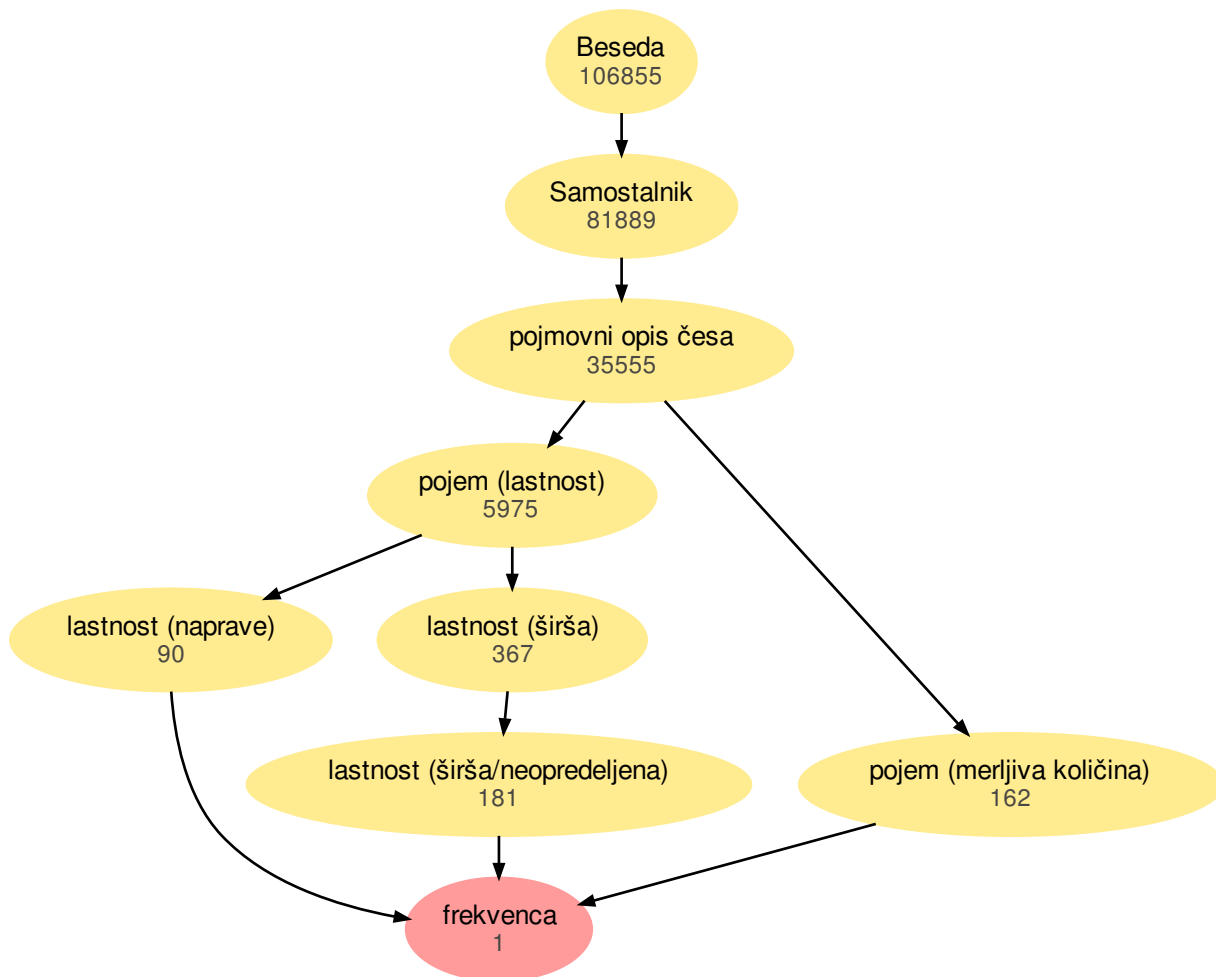 Beseda
106855
Samostalnik
81889
pojmovni opis česa
35555
pojem (lastnost)
5975
lastnost (naprave)
90
lastnost (širša)
367
lastnost (širša/neopredeljena)
181
pojem (merljiva količina)
162
frekvenca
1